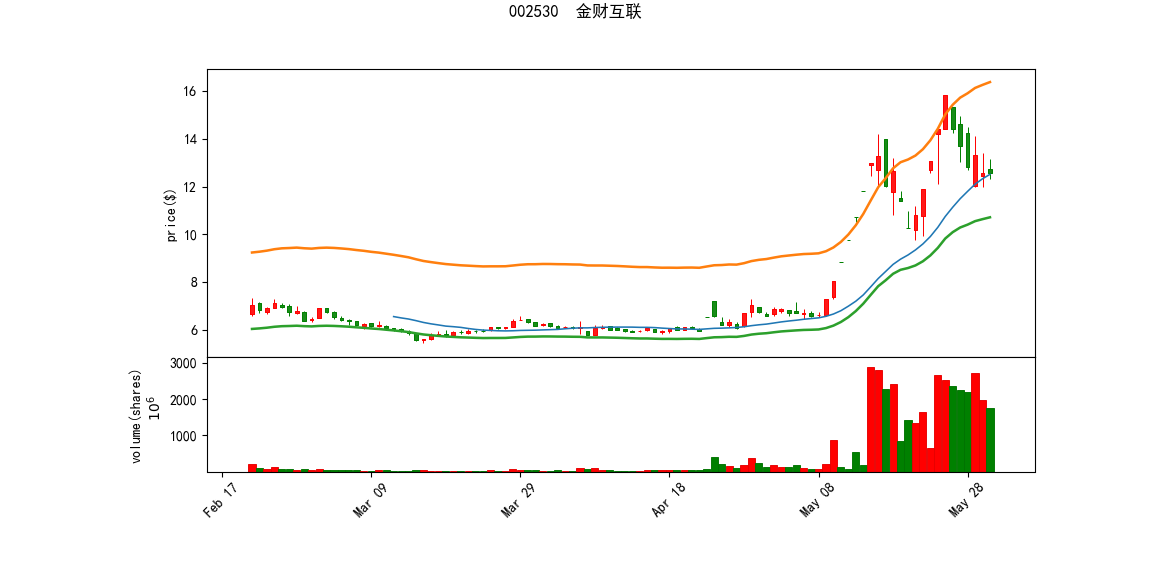 002530 金财互联
16
14
12
10
8
6
price($)
3000
2000
1000
volume(shares)
10^6
Feb 17
Mar 09
Mar 29
Apr 18
May 08
May 28